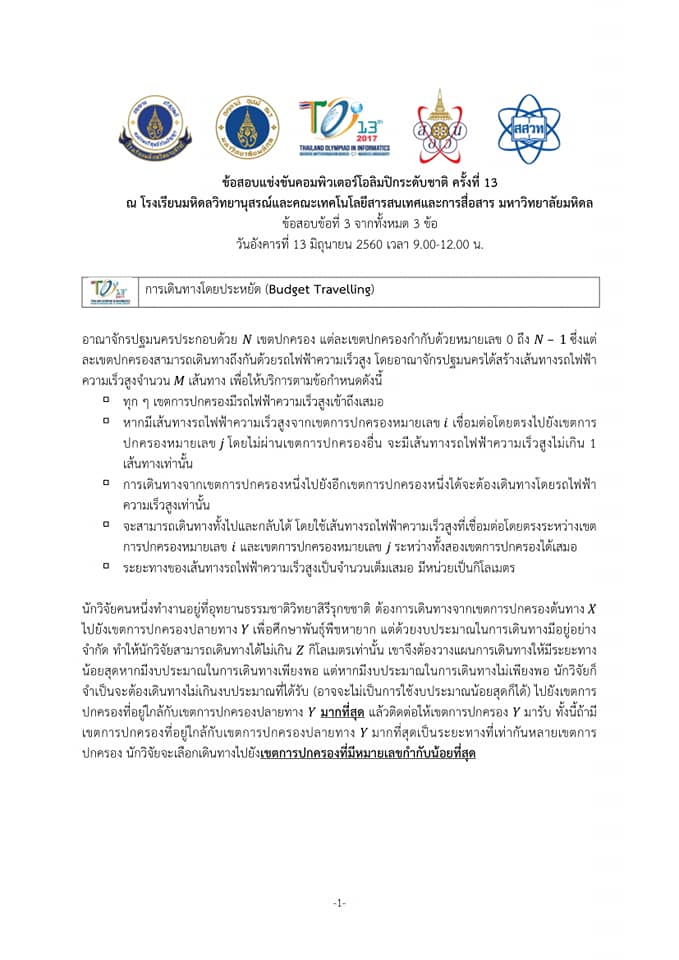 TOi 13th
2017
THAILAND OLYMPIAD IN INFORMATICS
สสวท
ข้อสอบแข่งขันคอมพิวเตอร์โอลิมปิกระดับชาติ ครั้งที่ 13
ณ โรงเรียนมหิดลวิทยานุสรณ์และคณะเทคโนโลยีสารสนเทศและการสื่อสาร มหาวิทยาลัยมหิดล
ข้อสอบข้อที่ 3 จากทั้งหมด 3 ข้อ
วันอังคารที่ 13 มิถุนายน 2560 เวลา 9.00-12.00 น.
การเดินทางโดยประหยัด (Budget Travelling)
อาณาจักรปฐมนครประกอบด้วย N เขตปกครอง แต่ละเขตปกครองกำกับด้วยหมายเลข 0 ถึง N – 1 ซึ่งแต่
ละเขตปกครองสามารถเดินทางถึงกันด้วยรถไฟฟ้าความเร็วสูง โดยอาณาจักรปฐมนครได้สร้างเส้นทางรถไฟฟ้า
ความเร็วสูงจำนวน M เส้นทาง เพื่อให้บริการตามข้อกำหนดดังนี้
ทุก ๆ เขตการปกครองมีรถไฟฟ้าความเร็วสูงเข้าถึงเสมอ
หากมีเส้นทางรถไฟฟ้าความเร็วสูงจากเขตการปกครองหมายเลข i เชื่อมต่อโดยตรงไปยังเขตการ
ปกครองหมายเลข j โดยไม่ผ่านเขตการปกครองอื่น จะมีเส้นทางรถไฟฟ้าความเร็วสูงไม่เกิน 1
เส้นทางเท่านั้น
การเดินทางจากเขตการปกครองหนึ่งไปยังอีกเขตการปกครองหนึ่งได้จะต้องเดินทางโดยรถไฟฟ้า
ความเร็วสูงเท่านั้น
จะสามารถเดินทางทั้งไปและกลับได้ โดยใช้เส้นทางรถไฟฟ้าความเร็วสูงที่เชื่อมต่อโดยตรงระหว่างเขต
การปกครองหมายเลข i และเขตการปกครองหมายเลข j ระหว่างทั้งสองเขตการปกครองได้เสมอ
ระยะทางของเส้นทางรถไฟฟ้าความเร็วสูงเป็นจำนวนเต็มเสมอ มีหน่วยเป็นกิโลเมตร
นักวิจัยคนหนึ่งทำงานอยู่ที่อุทยานธรรมชาติวิทยาสิรีรุกขชาติ ต้องการเดินทางจากเขตการปกครองต้นทาง X
ไปยังเขตการปกครองปลายทาง Y เพื่อศึกษาพันธุ์พืชหายาก แต่ด้วยงบประมาณในการเดินทางมีอยู่อย่าง
จำกัด ทำให้นักวิจัยสามารถเดินทางได้ไม่เกิน Z กิโลเมตรเท่านั้น เขาจึงต้องวางแผนการเดินทางให้มีระยะทาง
น้อยสุดหากมีงบประมาณในการเดินทางเพียงพอ แต่หากมีงบประมาณในการเดินทางไม่เพียงพอ นักวิจัยก็
จำเป็นจะต้องเดินทางไม่เกินงบประมาณที่ได้รับ (อาจจะไม่เป็นการใช้งบประมาณน้อยสุดก็ได้) ไปยังเขตการ
ปกครองที่อยู่ใกล้กับเขตการปกครองปลายทาง Y มากที่สุด แล้วติดต่อให้เขตการปกครอง Y มารับ ทั้งนี้ถ้ามี
เขตการปกครองที่อยู่ใกล้กับเขตการปกครองปลายทาง Y มากที่สุดเป็นระยะทางที่เท่ากันหลายเขตการ
ปกครอง นักวิจัยจะเลือกเดินทางไปยังเขตการปกครองที่มีหมายเลขกำกับน้อยที่สุด
-1-